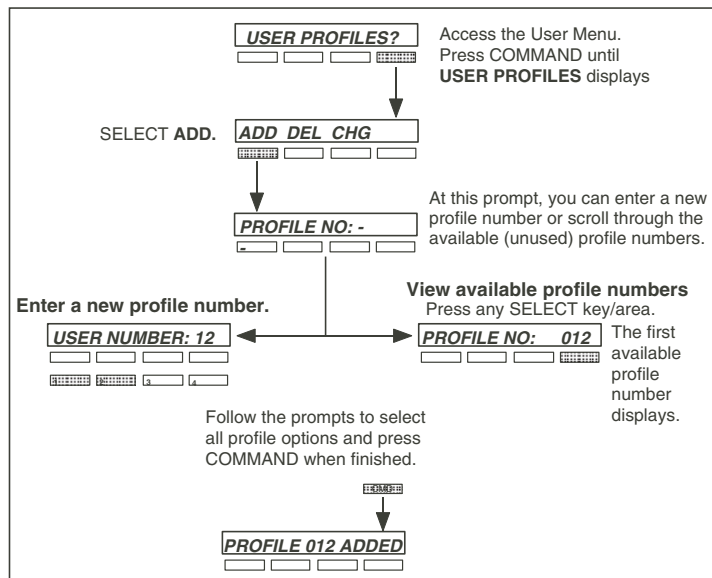 USER PROFILES?
Access the User Menu.
Press COMMAND until
USER PROFILES displays
SELECT ADD.
ADD DEL CHG
PROFILE NO: -
-
At this prompt, you can enter a new
profile number or scroll through the
available (unused) profile numbers.
Enter a new profile number.
USER NUMBER: 12
1 2 3 4
View available profile numbers
Press any SELECT key/area.
PROFILE NO: 012
The first
available
profile
number
displays.
Follow the prompts to select
all profile options and press
COMMAND when finished.
CMD
PROFILE 012 ADDED